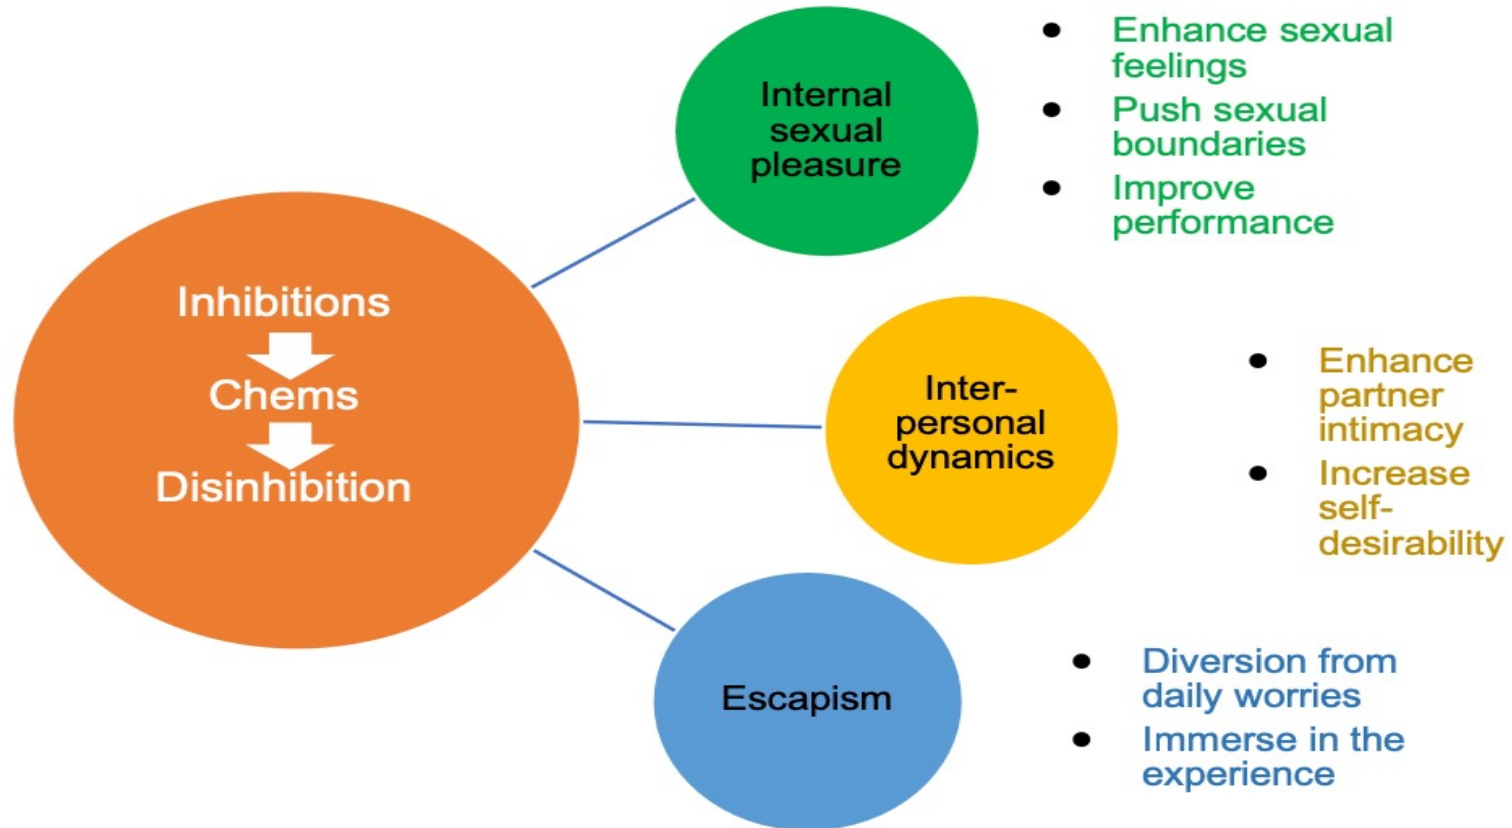 Inhibitions
Chems
Disinhibition
Internal
sexual
pleasure
• Enhance sexual
feelings
• Push sexual
boundaries
• Improve
performance
Inter-
personal
dynamics
• Enhance
partner
intimacy
• Increase
self-
desirability
Escapism
• Diversion from
daily worries
• Immerse in the
experience